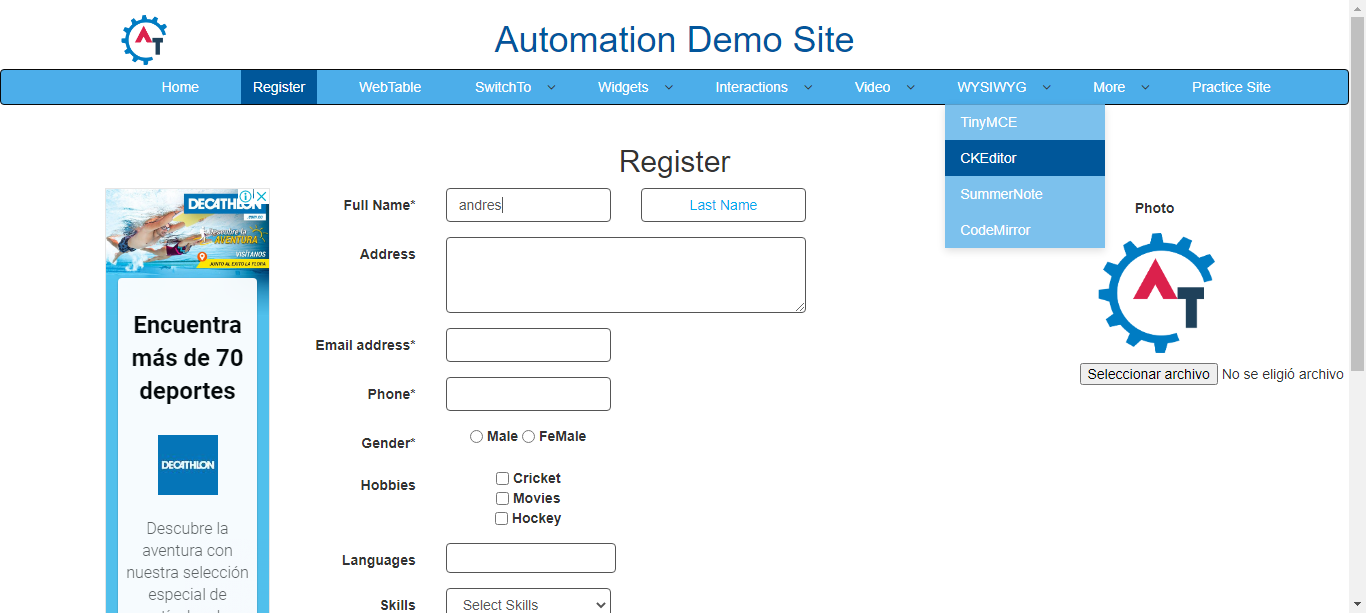 Automation Demo Site
Home Register WebTable SwitchTo Widgets Interactions Video WYSIWYG More Practice Site
TinyMCE
CKEditor
SummerNote
CodeMirror
Register
Full Name* andres Last Name
Address
Email address*
Phone*
Gender* Male FeMale
Hobbies Cricket
Movies
Hockey
Languages
Skills Select Skills
Photo
AT
Seleccionar archivo No se eligió archivo
DECATHLON
.com.co
Descubre la
AVENTURA
VISÍTANOS
JUNTO AL EXITO LA FLORA
Encuentra
más de 70
deportes
DECATHLON
Descubre la
aventura con
nuestra selección
especial de